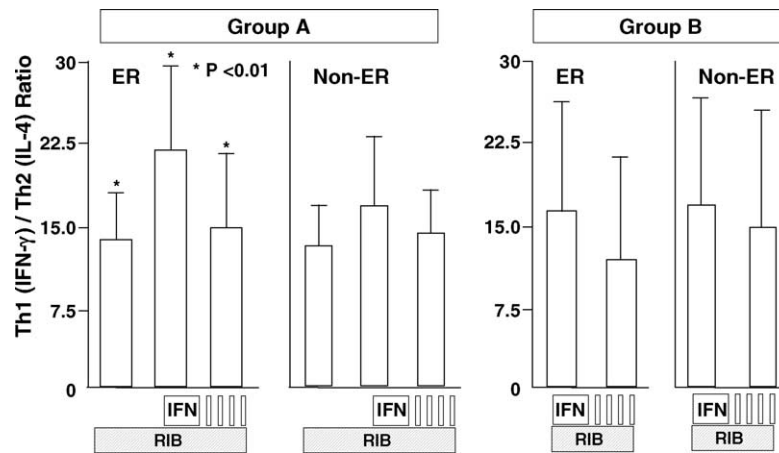 Group A
Group B
Th1 (IFN-γ) / Th2 (IL-4) Ratio
30
22.5
15.0
7.5
0
ER
* P <0.01
*
*
*
Non-ER
30
22.5
15.0
7.5
0
ER
Non-ER
IFN
IFN
IFN
IFN
RIB
RIB
RIB
RIB